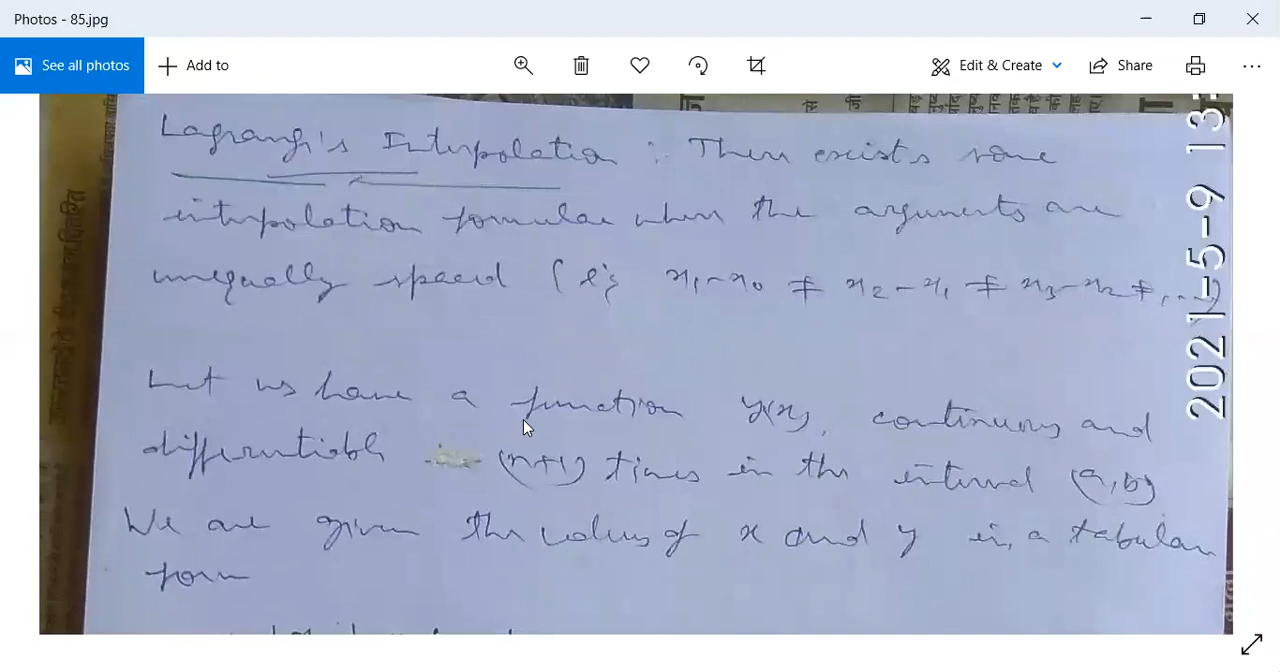 Photos - 85.jpg
See all photos
Add to
Edit & Create
Share
Lagrang's Interpolation : There exists some
interpolation formulae when the arguments are
unequally spaced (i.e; x₁-x₀ ≠ x₂-x₁ ≠ x₃-x₂ ≠, ...)
Let us have a function y(x), continuous and
differentiable (n+1) times in the interval (a,b)
We are given the values of x and y in a tabular
form
2021-5-9 13: